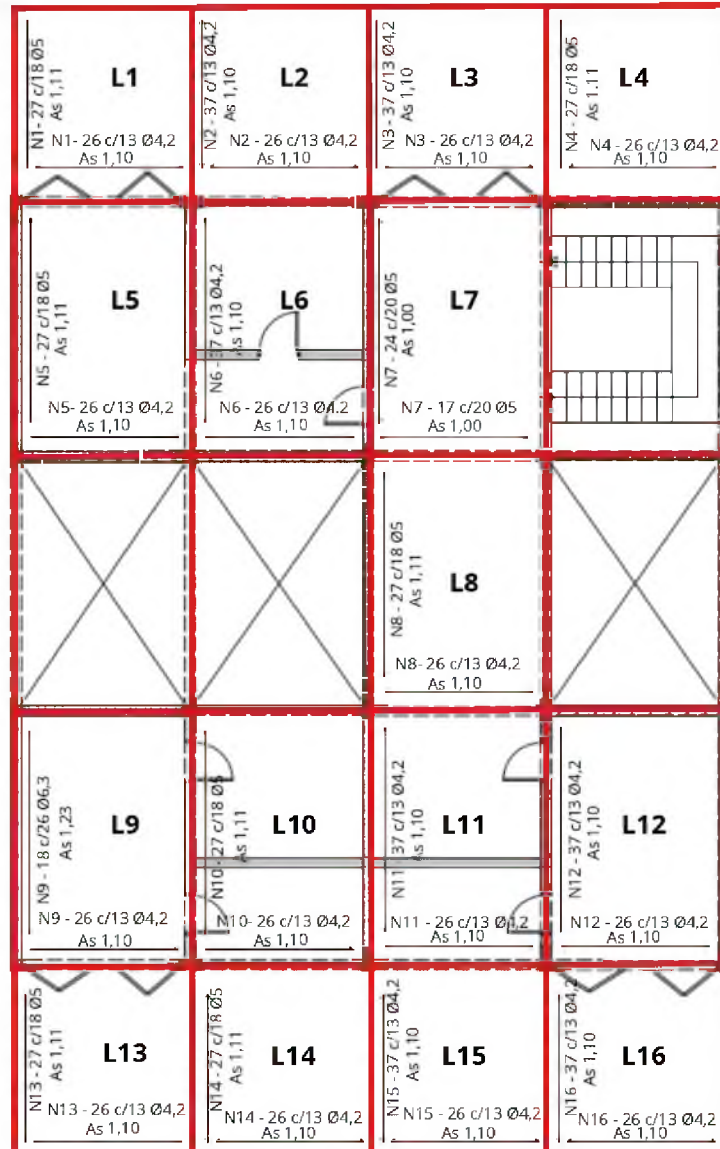 N1- 27 c/18 Ø5
As 1,11
L1
N1- 26 c/13 Ø4,2
As 1,10
N2 - 37 c/13 Ø4,2
As 1,10
L2
N2 - 26 c/13 Ø4,2
As 1,10
N3 - 37 c/13 Ø4,2
As 1,10
L3
N3 - 26 c/13 Ø4,2
As 1,10
N4 - 27 c/18 Ø5
As 1.11
L4
N4 - 26 c/13 Ø4,2
As 1,10
N5 - 27 c/18 Ø5
As 1,11
L5
N5- 26 c/13 Ø4,2
As 1,10
N6 - 37 c/13 Ø4,2
As 1,10
L6
N6 - 26 c/13 Ø4.2
As 1,10
N7 - 24 c/20 Ø5
As 1,00
L7
N7 - 17 c/20 Ø5
As 1,00
N8 - 27 c/18 Ø5
As 1,11
L8
N8- 26 c/13 Ø4,2
As 1,10
N9 - 18 c/26 Ø6,3
As 1,23
L9
N9 - 26 c/13 Ø4,2
As 1,10
N10 - 27 c/18 Ø5
As 1,11
L10
N10- 26 c/13 Ø4,2
As 1,10
N11 - 37 c/13 Ø4,2
As 1,10
L11
N11 - 26 c/13 Ø4,2
As 1,10
N12 - 37 c/13 Ø4,2
As 1,10
L12
N12 - 26 c/13 Ø4,2
As 1,10
N13 - 27 c/18 Ø5
As 1,11
L13
N13 - 26 c/13 Ø4,2
As 1,10
N14 - 27 c/18 Ø5
As 1,11
L14
N14 - 26 c/13 Ø4,2
As 1,10
N15 - 37 c/13 Ø4,2
As 1,10
L15
N15 - 26 c/13 Ø4,2
As 1,10
N16 - 37 c/13 Ø4,2
As 1,10
L16
N16 - 26 c/13 Ø4,2
As 1,10